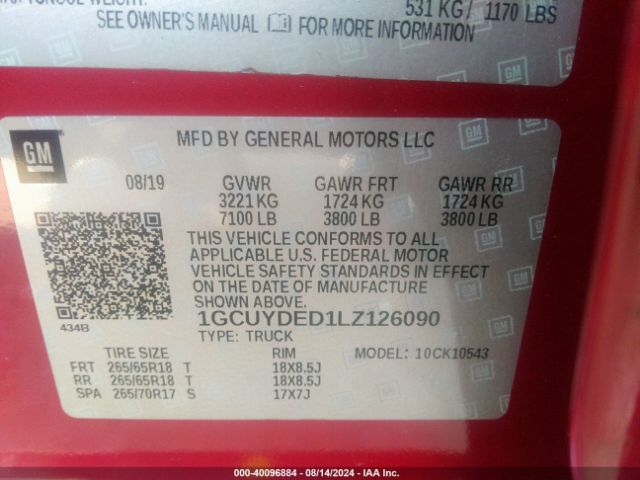 TONGUE WEIGHT:
531 KG/ 1170 LBS
SEE OWNER'S MANUAL FOR MORE INFORMATION
GM
MFD BY GENERAL MOTORS LLC
08/19 GVWR GAWR FRT GAWR RR
3221 KG 1724 KG 1724 KG
7100 LB 3800 LB 3800 LB
THIS VEHICLE CONFORMS TO ALL
APPLICABLE U.S. FEDERAL MOTOR
VEHICLE SAFETY STANDARDS IN EFFECT
ON THE DATE OF MANUFACTURE
SHOWN ABOVE
434B
1GCUYDED1LZ126090
TYPE: TRUCK
TIRE SIZE RIM MODEL: 10CK10543
FRT 265/65R18 T 18X8.5J
RR 265/65R18 T 18X8.5J
SPA 265/70R17 S 17X7J
000-40096884 - 08/14/2024 - IAA Inc.